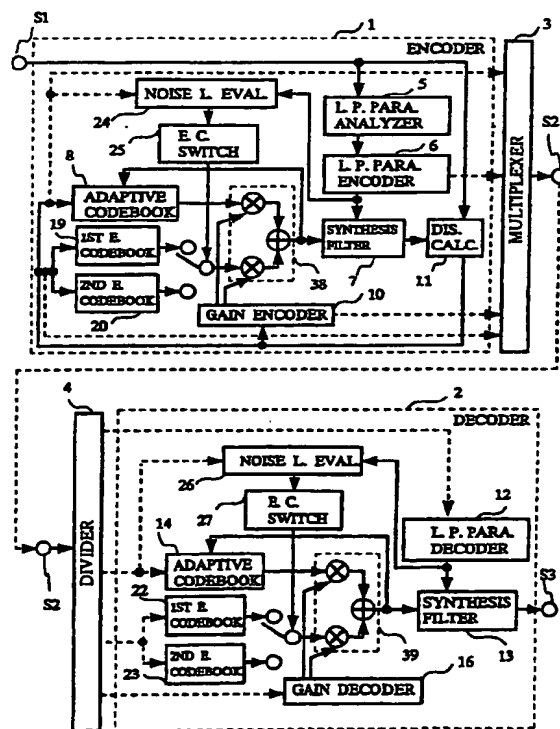 S1
1
3
ENCODER
5
NOISE L. EVAL.
L. P. PARA.
ANALYZER
24
25
E. C.
SWITCH
6
L. P. PARA.
ENCODER
S2
8
ADAPTIVE
CODEBOOK
19
1ST E.
CODEBOOK
SYNTHESIS
FILTER
DIS.
CALC.
MULTIPLEXER
38
7
11
2ND E.
CODEBOOK
20
GAIN ENCODER
10
4
2
DECODER
NOISE L. EVAL.
26
27
E. C.
SWITCH
12
L. P. PARA.
DECODER
14
ADAPTIVE
CODEBOOK
S2
DIVIDER
22
1ST E.
CODEBOOK
SYNTHESIS
FILTER
S3
39
13
2ND E.
CODEBOOK
23
16
GAIN DECODER